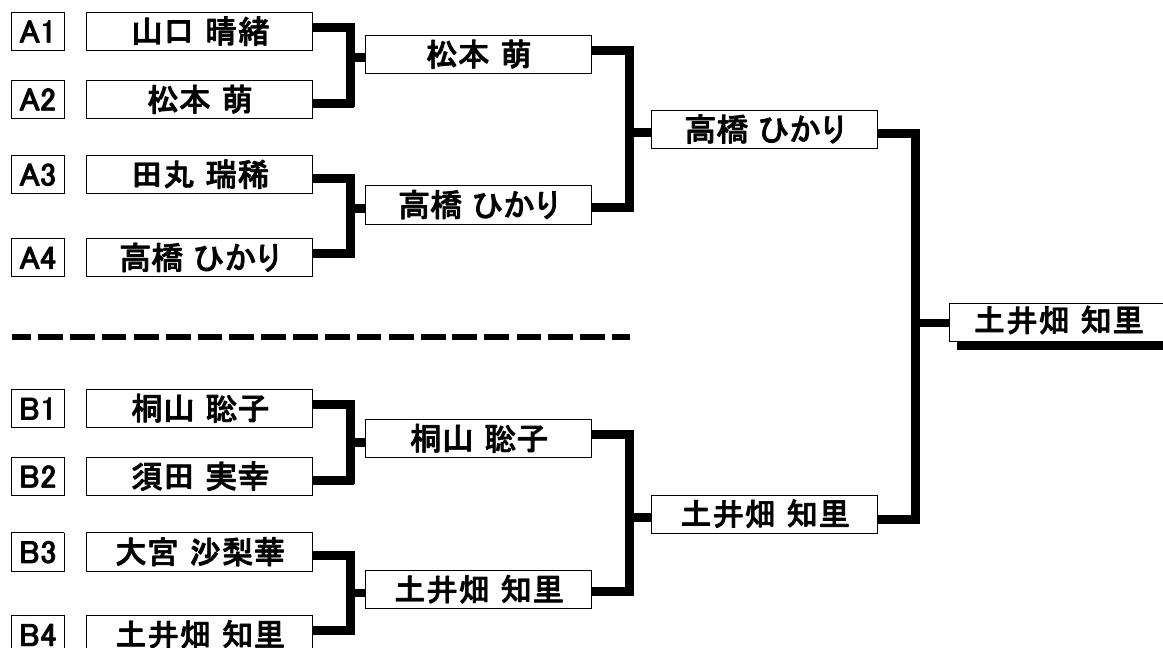 A1 山口 晴緒
松本 萌
A2 松本 萌
高橋 ひかり
A3 田丸 瑞稀
高橋 ひかり
A4 高橋 ひかり
土井畑 知里
B1 桐山 聡子
桐山 聡子
B2 須田 実幸
土井畑 知里
B3 大宮 沙梨華
土井畑 知里
B4 土井畑 知里